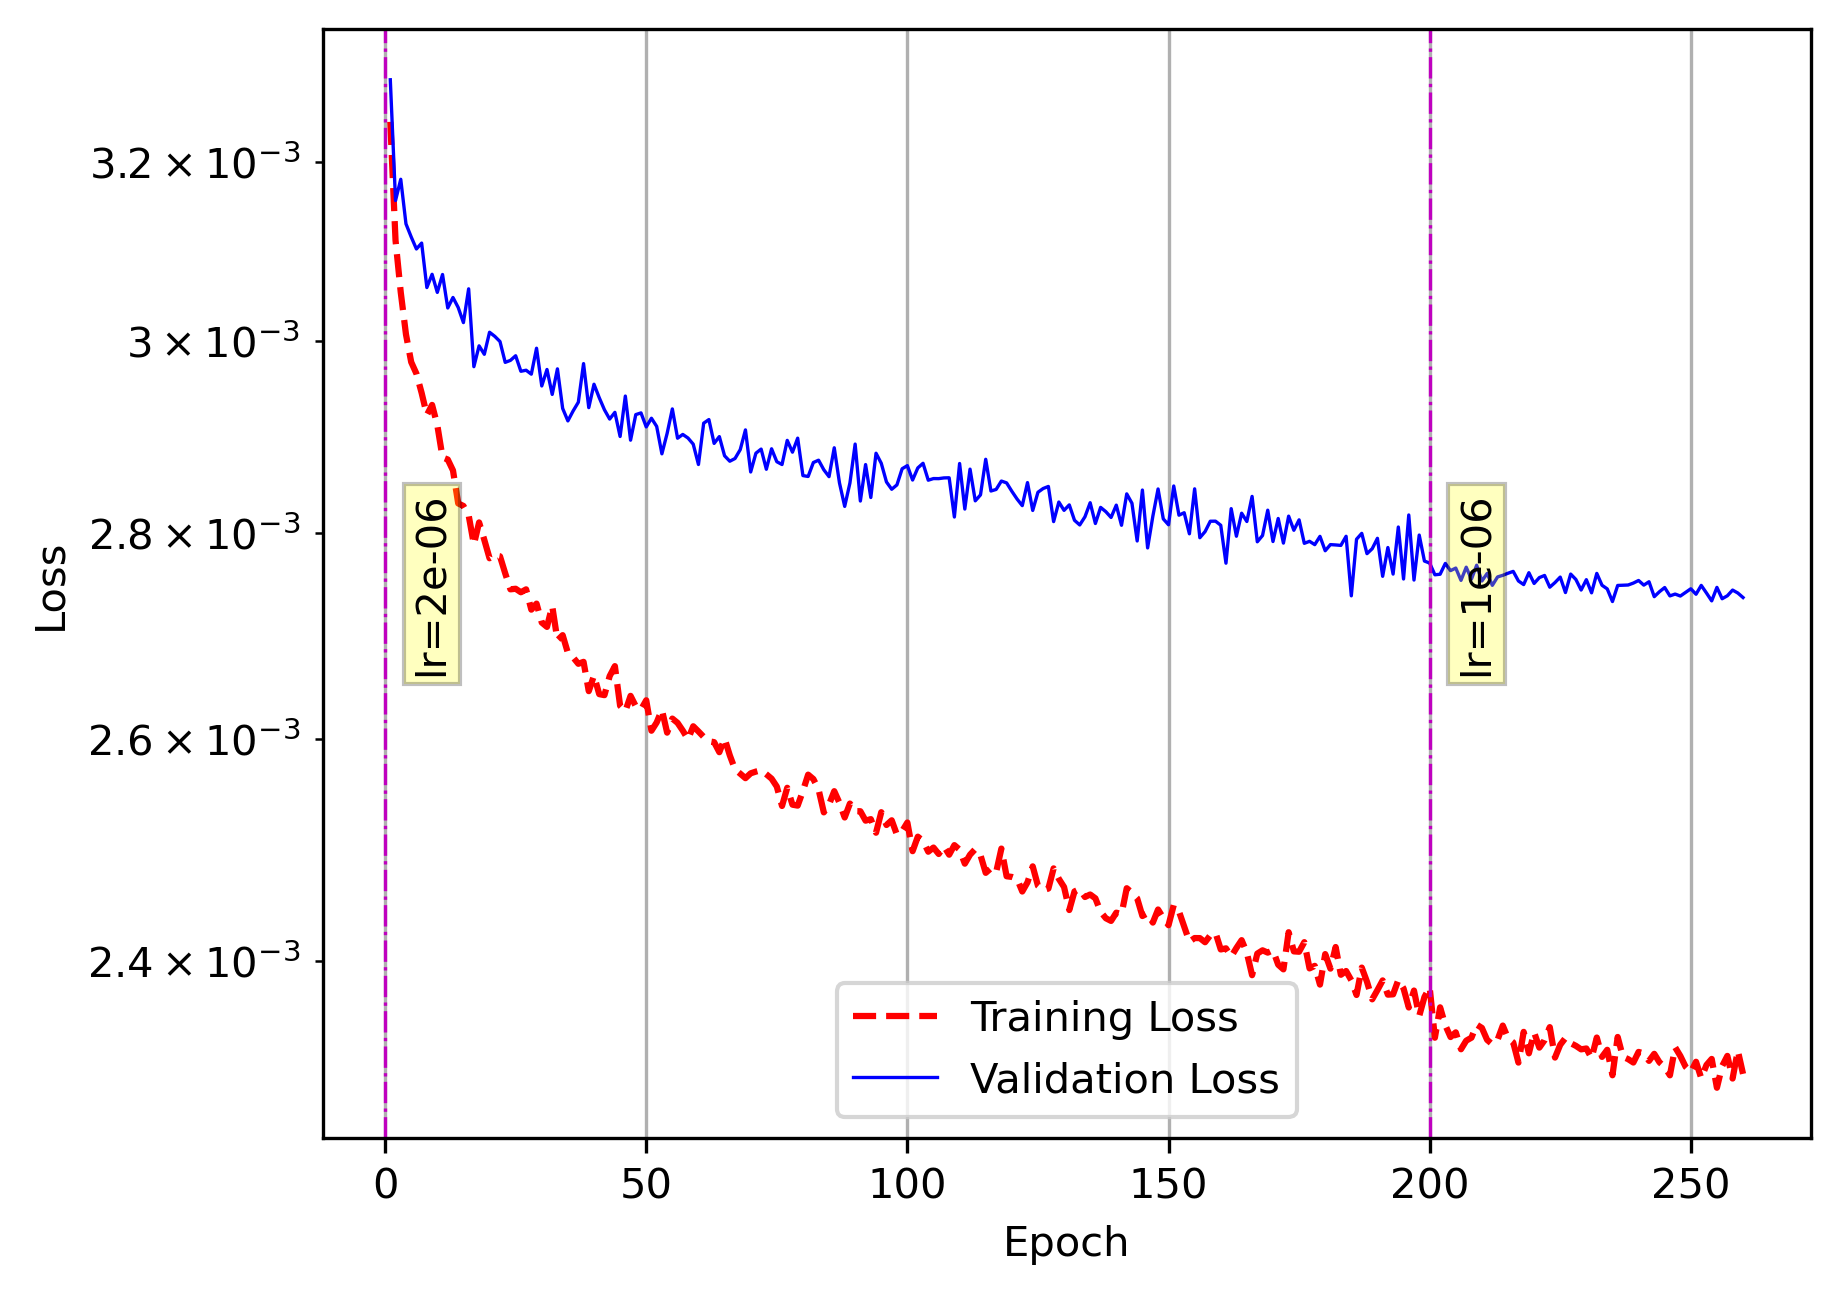 3.2 × 10⁻³
3 × 10⁻³
2.8 × 10⁻³
2.6 × 10⁻³
2.4 × 10⁻³
Loss
lr=2e-06
lr=1e-06
Training Loss
Validation Loss
0 50 100 150 200 250
Epoch